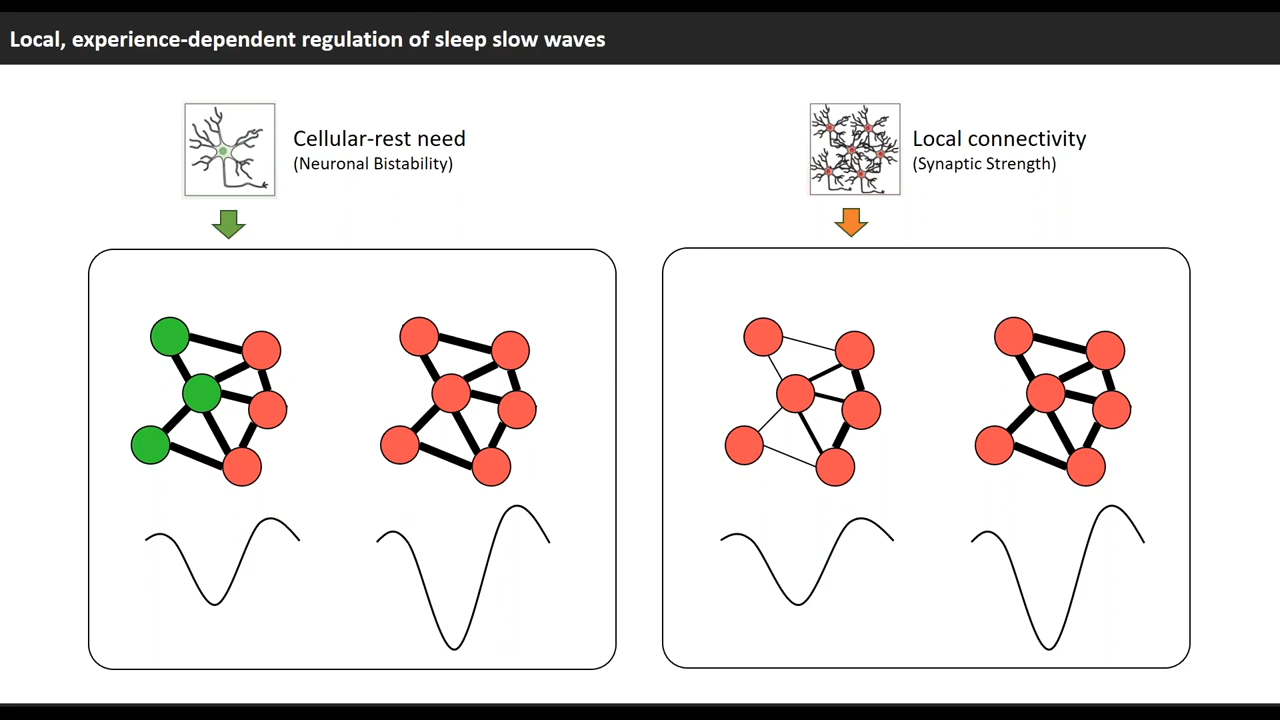 Local, experience-dependent regulation of sleep slow waves
Cellular-rest need
(Neuronal Bistability)
Local connectivity
(Synaptic Strength)